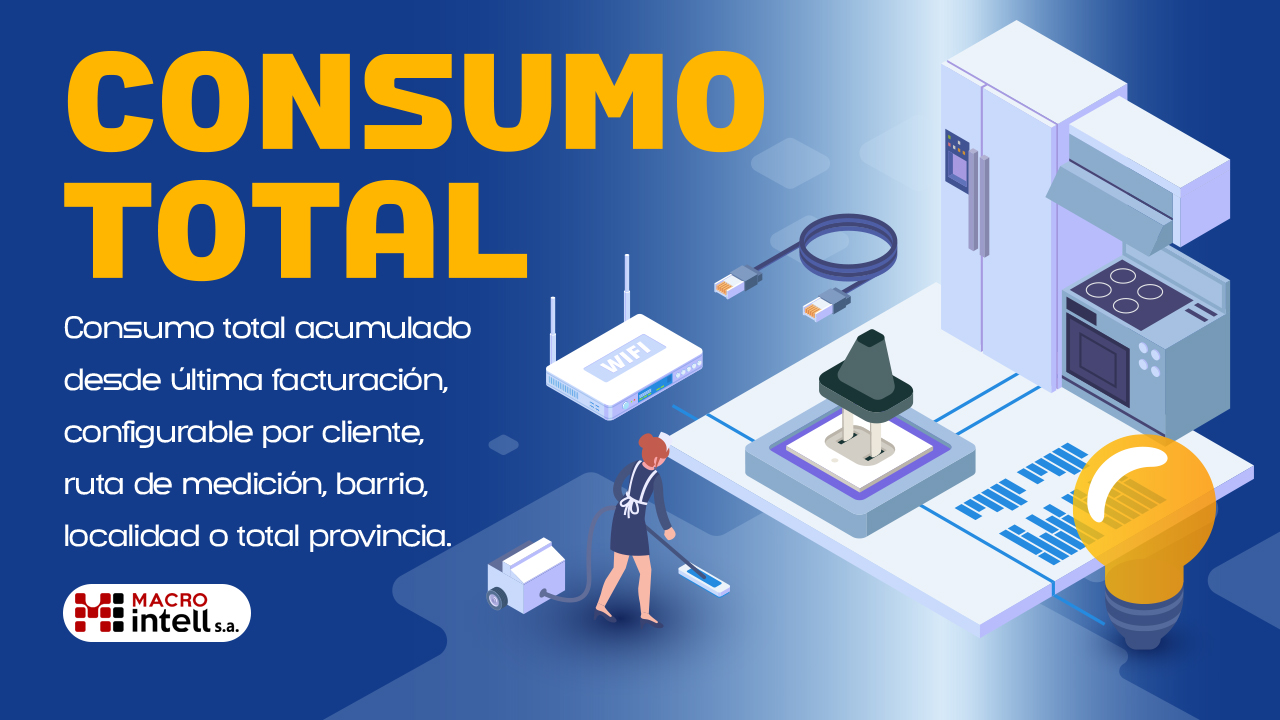 CONSUMO
TOTAL
Consumo total acumulado
desde última facturación,
configurable por cliente,
ruta de medición, barrio,
localidad o total provincia.
WIFI
MACRO
intell s.a.